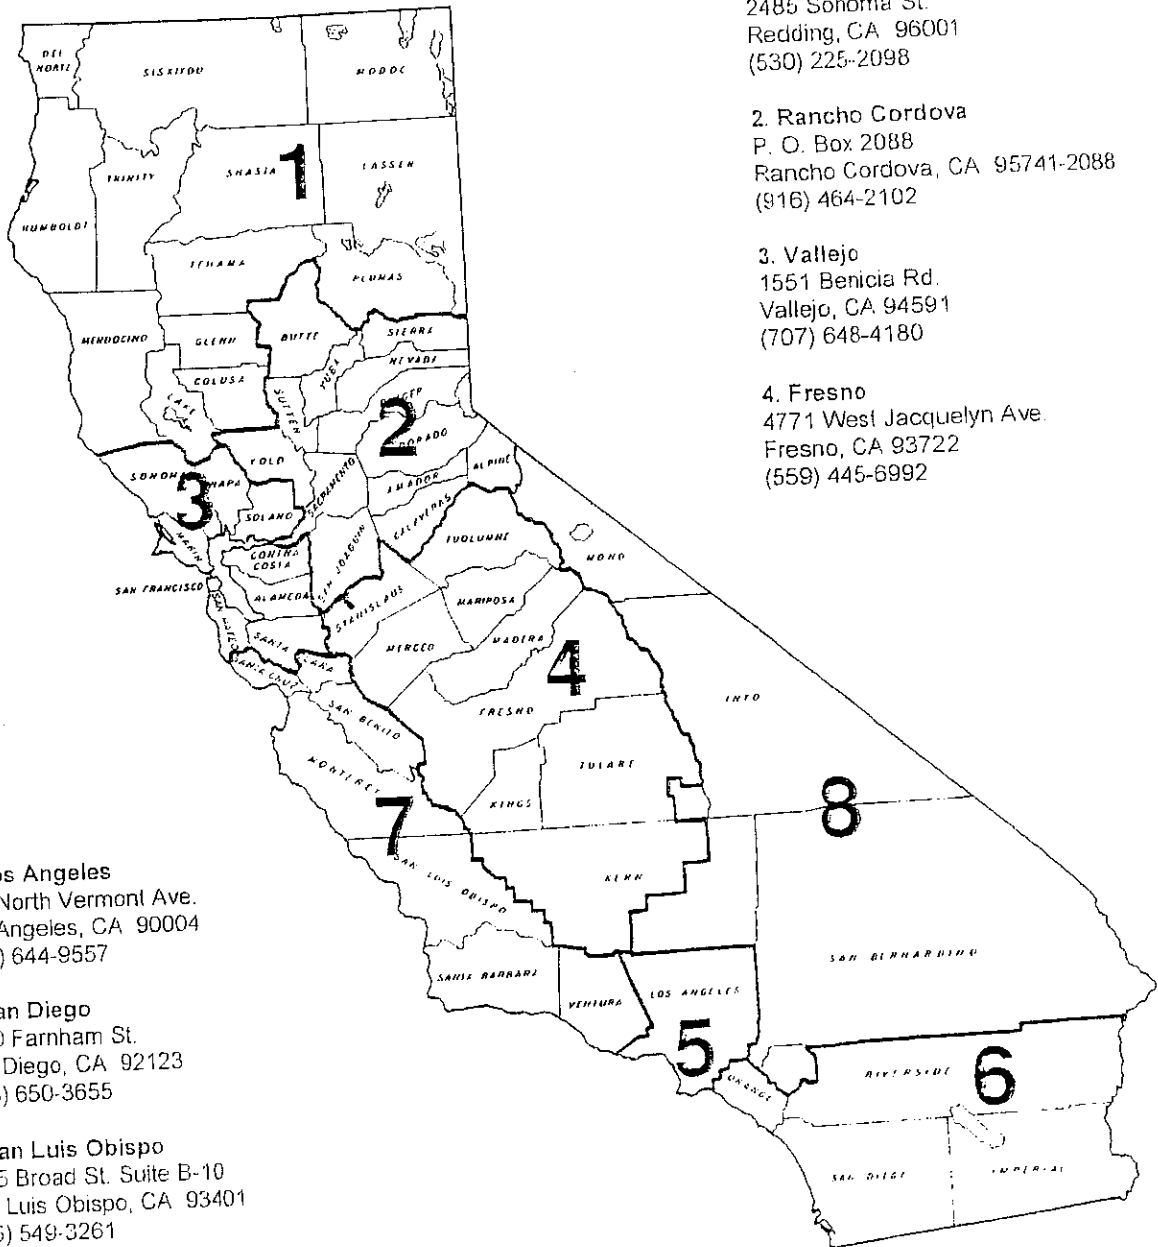 2485 Sonoma St.
Redding, CA 96001
(530) 225-2098
2. Rancho Cordova
P. O. Box 2088
Rancho Cordova, CA 95741-2088
(916) 464-2102
3. Vallejo
1551 Benicia Rd.
Vallejo, CA 94591
(707) 648-4180
4. Fresno
4771 West Jacquelyn Ave.
Fresno, CA 93722
(559) 445-6992
DEL
NORTE
SISKIYOU
MODOC
HUMBOLDT
TRINITY
SHASTA
1
LASSEN
TEHAMA
PLUMAS
MENDOCINO
GLENN
BUTTE
SIERRA
COLUSA
YUBA
NEVADA
LAKE
SUTTER
2
DORADO
SONOMA
3
NAPA
YOLO
SACRAMENTO
AMADOR
ALPINE
SOLANO
CALAVERAS
MARIN
CONTRA
COSTA
SAN JOAQUIN
TUOLUMNE
MONO
SAN FRANCISCO
ALAMEDA
STANISLAUS
MARIPOSA
SAN MATEO
SANTA
MERCED
MADERA
4
SANTA CRUZ
SAN BENITO
FRESNO
INYO
MONTEREY
TULARE
7
KINGS
8
SAN LUIS OBISPO
KERN
SANTA BARBARA
VENTURA
LOS ANGELES
SAN BERNARDINO
5
ORANGE
RIVERSIDE
6
SAN DIEGO
IMPERIAL
os Angeles
North Vermont Ave.
Angeles, CA 90004
) 644-9557
an Diego
0 Farnham St.
Diego, CA 92123
) 650-3655
an Luis Obispo
5 Broad St. Suite B-10
Luis Obispo, CA 93401
5) 549-3261